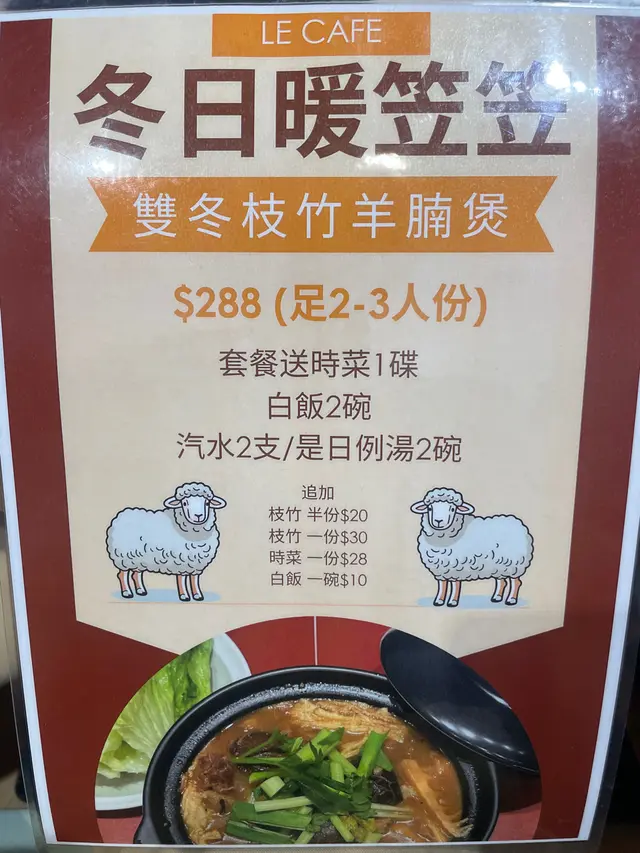 LE CAFE
冬日暖笠笠
雙冬枝竹羊腩煲
$288 (足2-3人份)
套餐送時菜1碟
白飯2碗
汽水2支/是日例湯2碗
追加
枝竹 半份$20
枝竹 一份$30
時菜 一份$28
白飯 一碗$10